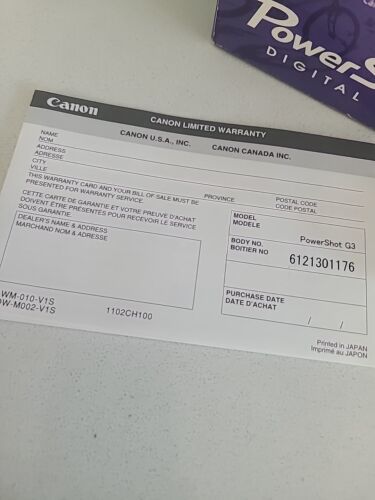 PowerS
DIGITAL
Canon
CANON LIMITED WARRANTY
CANON U.S.A., INC. CANON CANADA INC.
NAME
NOM
ADDRESS
ADRESSE
CITY PROVINCE POSTAL CODE
VILLE CODE POSTAL
THIS WARRANTY CARD AND YOUR BILL OF SALE MUST BE
PRESENTED FOR WARRANTY SERVICE.
CETTE CARTE DE GARANTIE ET VOTRE PREUVE D'ACHAT
DOIVENT ÊTRE PRÉSENTÉES POUR RECEVOIR LE SERVICE
SOUS GARANTIE.
DEALER'S NAME & ADDRESS
MARCHAND NOM & ADRESSE
MODEL
MODÈLE PowerShot G3
BODY NO.
BOITIER NO 6121301176
PURCHASE DATE
DATE D'ACHAT
/ /
WM-010-V1S
DW-M002-V1S 1102CH100
Printed in JAPAN
Imprimé au JAPON